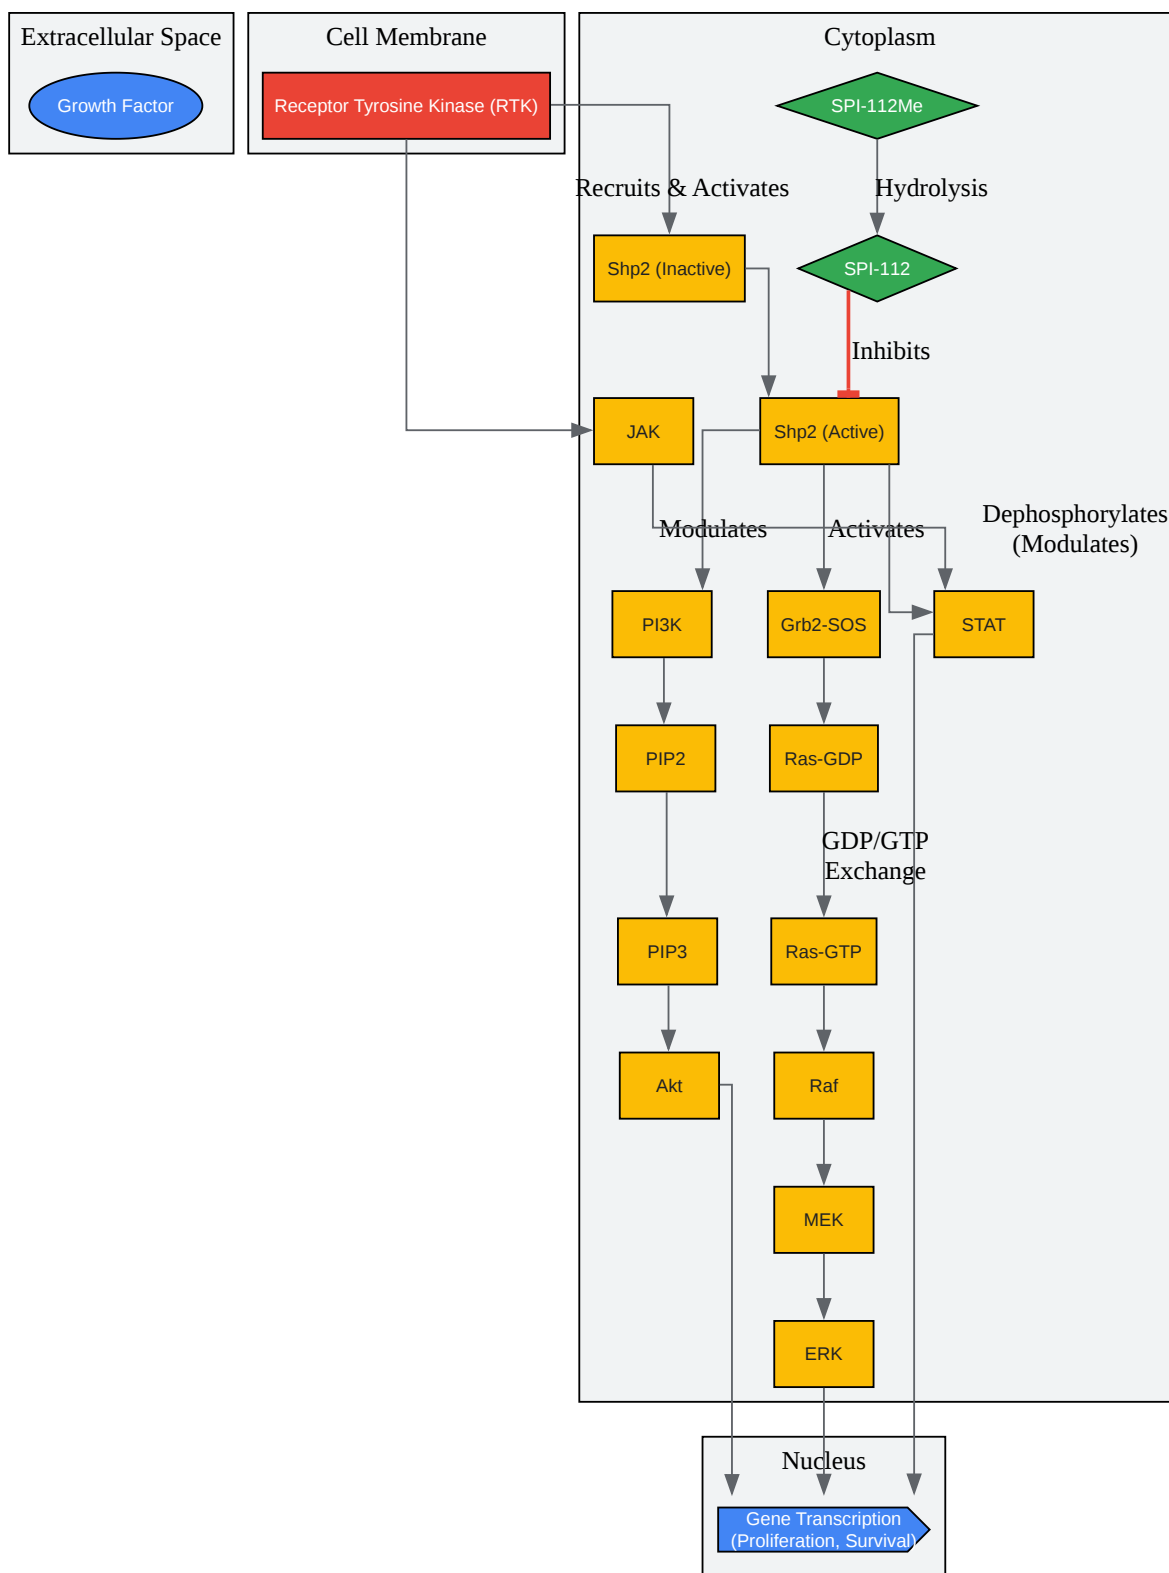 Extracellular Space
Cell Membrane
Cytoplasm
Growth Factor
Receptor Tyrosine Kinase (RTK)
SPI-112Me
Recruits & Activates
Hydrolysis
Shp2 (Inactive)
SPI-112
Inhibits
JAK
Shp2 (Active)
Modulates
Activates
Dephosphorylates
(Modulates)
PI3K
Grb2-SOS
STAT
PIP2
Ras-GDP
GDP/GTP
Exchange
PIP3
Ras-GTP
Akt
Raf
MEK
ERK
Nucleus
Gene Transcription
(Proliferation, Survival)